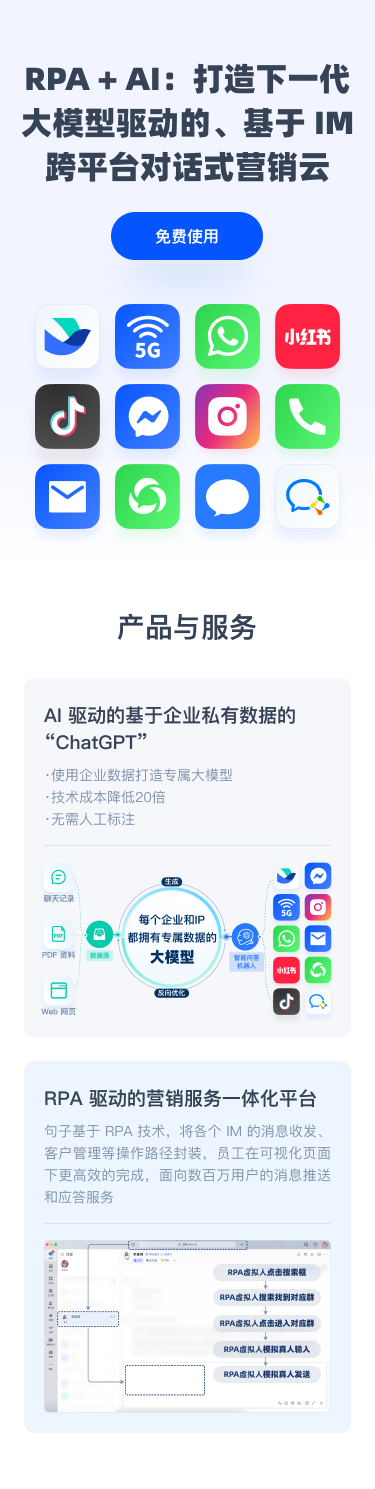 RPA + AI：打造下一代
大模型驱动的、基于 IM
跨平台对话式营销云
免费使用
5G
小红书
产品与服务
AI 驱动的基于企业私有数据的
“ChatGPT”
·使用企业数据打造专属大模型
·技术成本降低20倍
·无需人工标注
生成
聊天记录
每个企业和IP
都拥有专属数据的
大模型
PDF
PDF 资料
数据源
智能问答
机器人
5G
小红书
反向优化
Web 网页
RPA 驱动的营销服务一体化平台
句子基于 RPA 技术，将各个 IM 的消息收发、
客户管理等操作路径封装，员工在可视化页面
下更高效的完成，面向数百万用户的消息推送
和应答服务
RPA虚拟人点击搜索框
RPA虚拟人搜索找到对应群
RPA虚拟人点击进入对应群
RPA虚拟人模拟真人输入
RPA虚拟人模拟真人发送